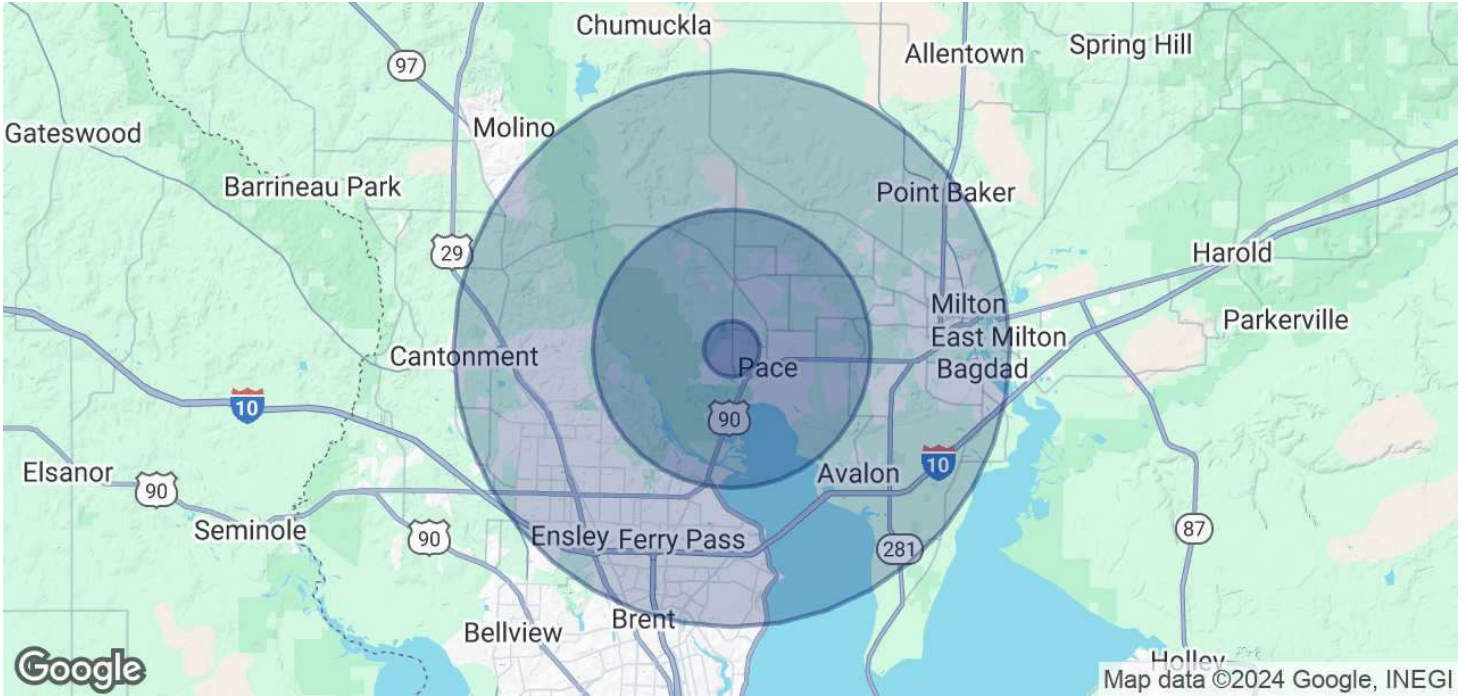 Chumuckla
Spring Hill
Allentown
97
Molino
Gateswood
Barrineau Park
Point Baker
29
Harold
Milton
Parkerville
East Milton
Cantonment
Pace
Bagdad
10
90
Elsanor
Avalon
10
90
Seminole
90
Ensley
Ferry Pass
87
281
Brent
Bellview
Holley
Google
Map data ©2024 Google, INEGI